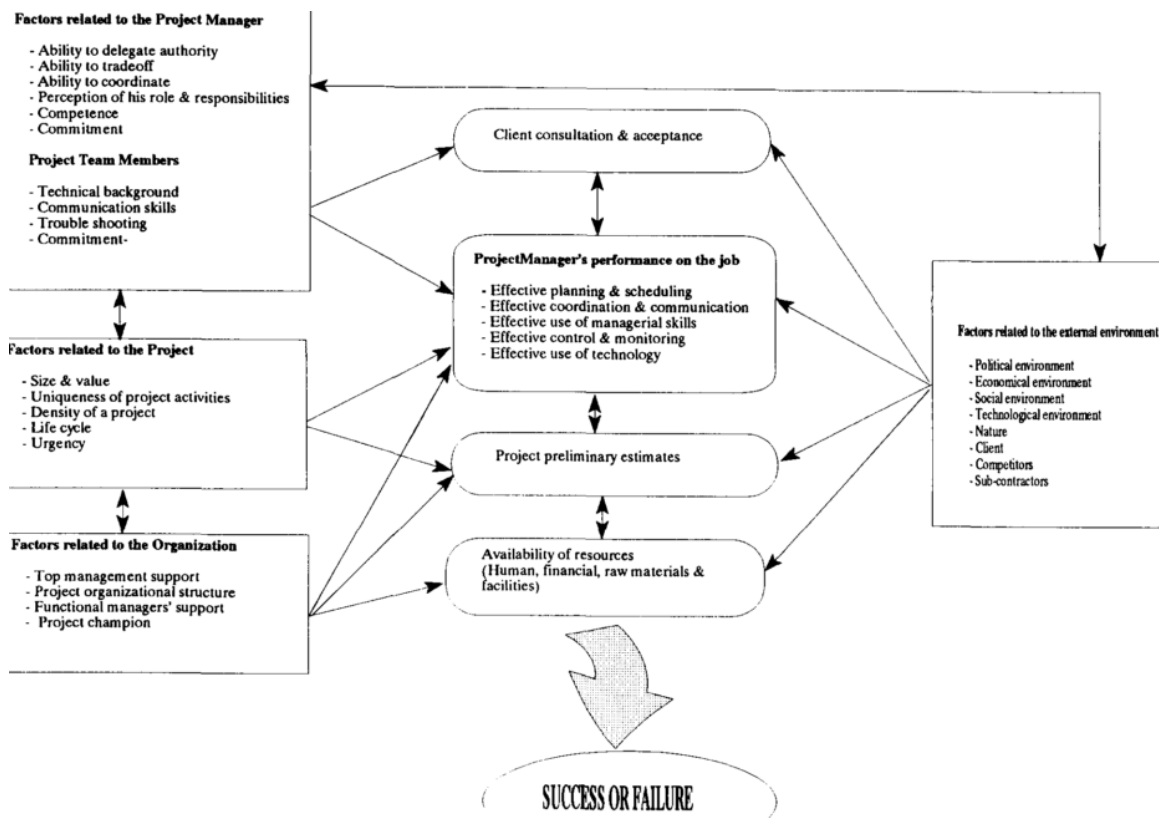 Factors related to the Project Manager
- Ability to delegate authority
- Ability to tradeoff
- Ability to coordinate
- Perception of his role & responsibilities
- Competence
- Commitment
Project Team Members
- Technical background
- Communication skills
- Trouble shooting
- Commitment-
Factors related to the Project
- Size & value
- Uniqueness of project activities
- Density of a project
- Life cycle
- Urgency
Factors related to the Organization
- Top management support
- Project organizational structure
- Functional managers' support
- Project champion
Client consultation & acceptance
ProjectManager's performance on the job
- Effective planning & scheduling
- Effective coordination & communication
- Effective use of managerial skills
- Effective control & monitoring
- Effective use of technology
Project preliminary estimates
Availability of resources
(Human, financial, raw materials &
facilities)
Factors related to the external environment
- Political environment
- Economical environment
- Social environment
- Technological environment
- Nature
- Client
- Competitors
- Sub-contractors
SUCCESS OR FAILURE